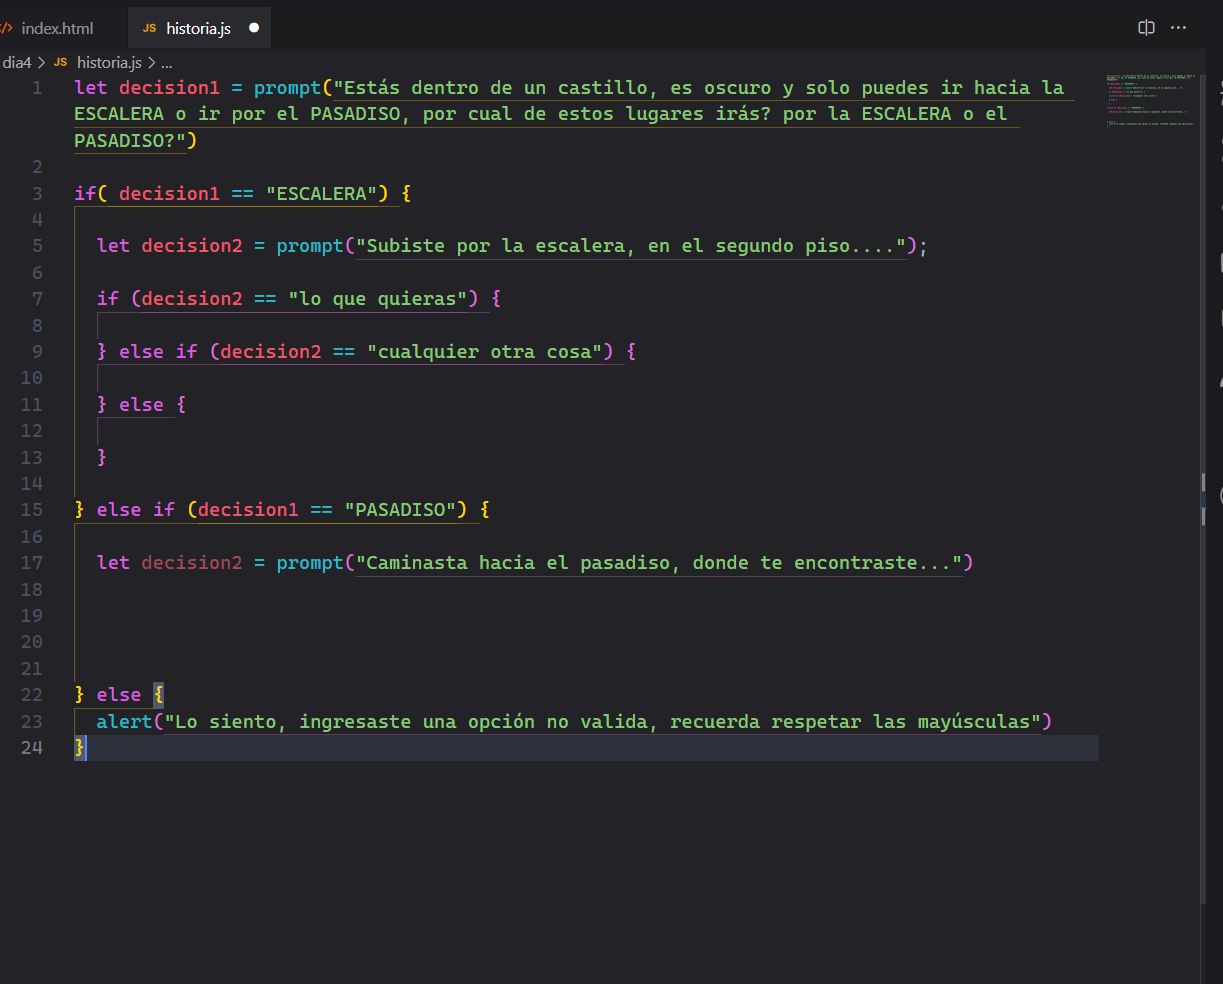 index.html
JS historia.js
dia4 > JS historia.js > ...
1 let decision1 = prompt("Estás dentro de un castillo, es oscuro y solo puedes ir hacia la
ESCALERA o ir por el PASADISO, por cual de estos lugares irás? por la ESCALERA o el
PASADISO?")
2
3 if( decision1 == "ESCALERA") {
4
5 let decision2 = prompt("Subiste por la escalera, en el segundo piso....");
6
7 if (decision2 == "lo que quieras") {
8
9 } else if (decision2 == "cualquier otra cosa") {
10
11 } else {
12
13 }
14
15 } else if (decision1 == "PASADISO") {
16
17 let decision2 = prompt("Caminasta hacia el pasadiso, donde te encontraste...")
18
19
20
21
22 } else {
23 alert("Lo siento, ingresaste una opción no valida, recuerda respetar las mayúsculas")
24 }